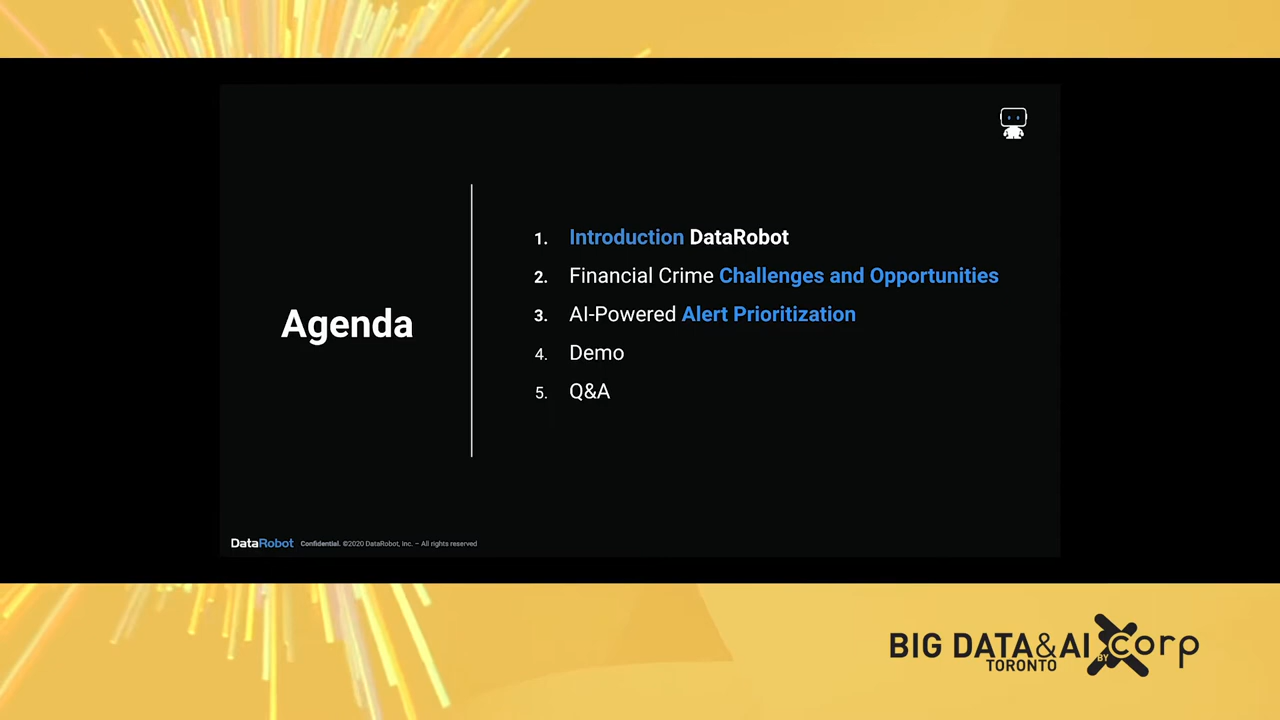 Agenda
1. Introduction DataRobot
2. Financial Crime Challenges and Opportunities
3. AI-Powered Alert Prioritization
4. Demo
5. Q&A
DataRobot Confidential. ©2020 DataRobot, Inc. – All rights reserved
BIG DATA&AI BY Corp
TORONTO